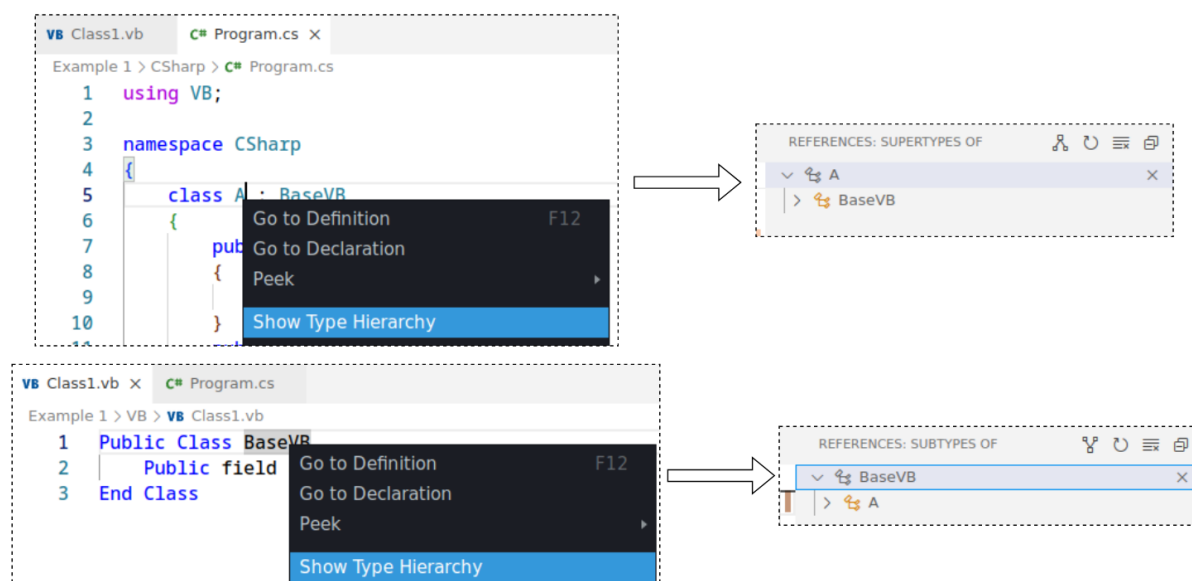 VB Class1.vb C# Program.cs ×
Example 1 > CSharp > C# Program.cs
1 using VB;
2
3 namespace CSharp
4 {
5 class A : BaseVB
6 {
7 pub
8 {
9
10 }
Go to Definition F12
Go to Declaration
Peek
Show Type Hierarchy
REFERENCES: SUPERTYPES OF
A
BaseVB
VB Class1.vb × C# Program.cs
Example 1 > VB > VB Class1.vb
1 Public Class BaseVB
2 Public field
3 End Class
Go to Definition F12
Go to Declaration
Peek
Show Type Hierarchy
REFERENCES: SUBTYPES OF
BaseVB
A